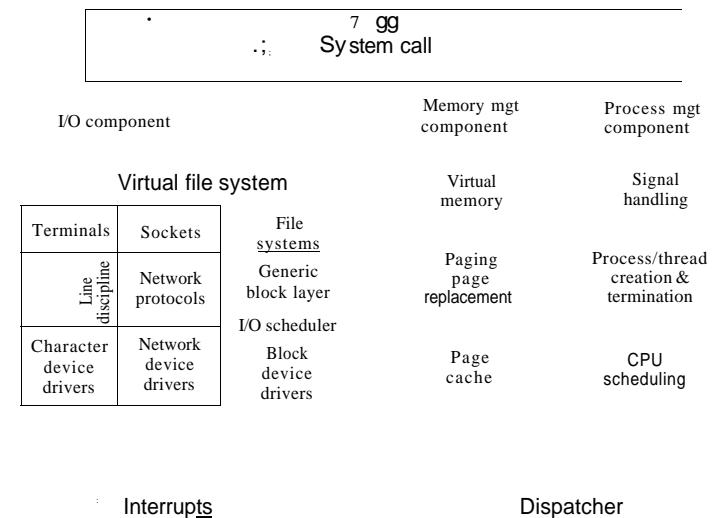 7 gg
.;: System call
I/O component
Memory mgt
component
Process mgt
component
Virtual file system
Virtual
memory
Signal
handling
Terminals
Sockets
File
systems
Line
discipline
Network
protocols
Generic
block layer
Paging
page
replacement
Process/thread
creation &
termination
I/O scheduler
Character
device
drivers
Network
device
drivers
Block
device
drivers
Page
cache
CPU
scheduling
Interrupts
Dispatcher